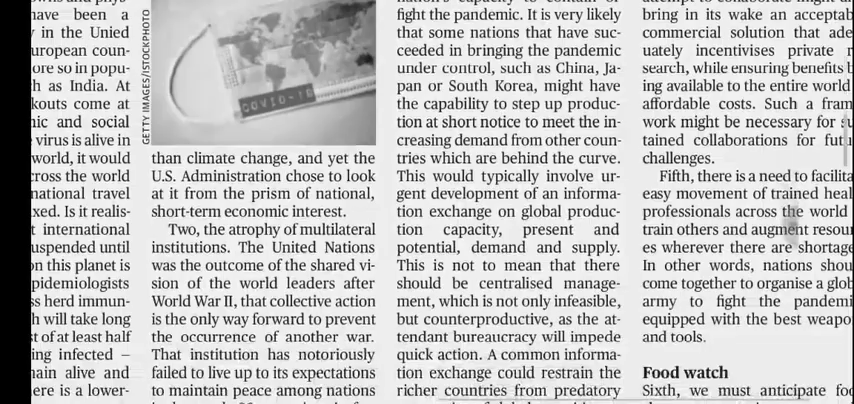 have been a
in the Unied
uropean coun-
ore so in popu-
h as India. At
kouts come at
nic and social
virus is alive in
world, it would
cross the world
national travel
xed. Is it realis-
t international
uspended until
on this planet is
pidemiologists
ss herd immun-
h will take long
st of at least half
ing infected –
main alive and
ere is a lower-
GETTY IMAGES/ISTOCKPHOTO
COVID-19
than climate change, and yet the
U.S. Administration chose to look
at it from the prism of national,
short-term economic interest.
Two, the atrophy of multilateral
institutions. The United Nations
was the outcome of the shared vi-
sion of the world leaders after
World War II, that collective action
is the only way forward to prevent
the occurrence of another war.
That institution has notoriously
failed to live up to its expectations
to maintain peace among nations
fight the pandemic. It is very likely
that some nations that have suc-
ceeded in bringing the pandemic
under control, such as China, Ja-
pan or South Korea, might have
the capability to step up produc-
tion at short notice to meet the in-
creasing demand from other coun-
tries which are behind the curve.
This would typically involve ur-
gent development of an informa-
tion exchange on global produc-
tion capacity, present and
potential, demand and supply.
This is not to mean that there
should be centralised manage-
ment, which is not only infeasible,
but counterproductive, as the at-
tendant bureaucracy will impede
quick action. A common informa-
tion exchange could restrain the
richer countries from predatory
bring in its wake an acceptab
commercial solution that ade
uately incentivises private r
search, while ensuring benefits b
ing available to the entire world
affordable costs. Such a fram
work might be necessary for su
tained collaborations for futu
challenges.
Fifth, there is a need to facilita
easy movement of trained heal
professionals across the world
train others and augment resour
es wherever there are shortage
In other words, nations shou
come together to organise a glob
army to fight the pandemi
equipped with the best weapo
and tools.
Food watch
Sixth, we must anticipate foo